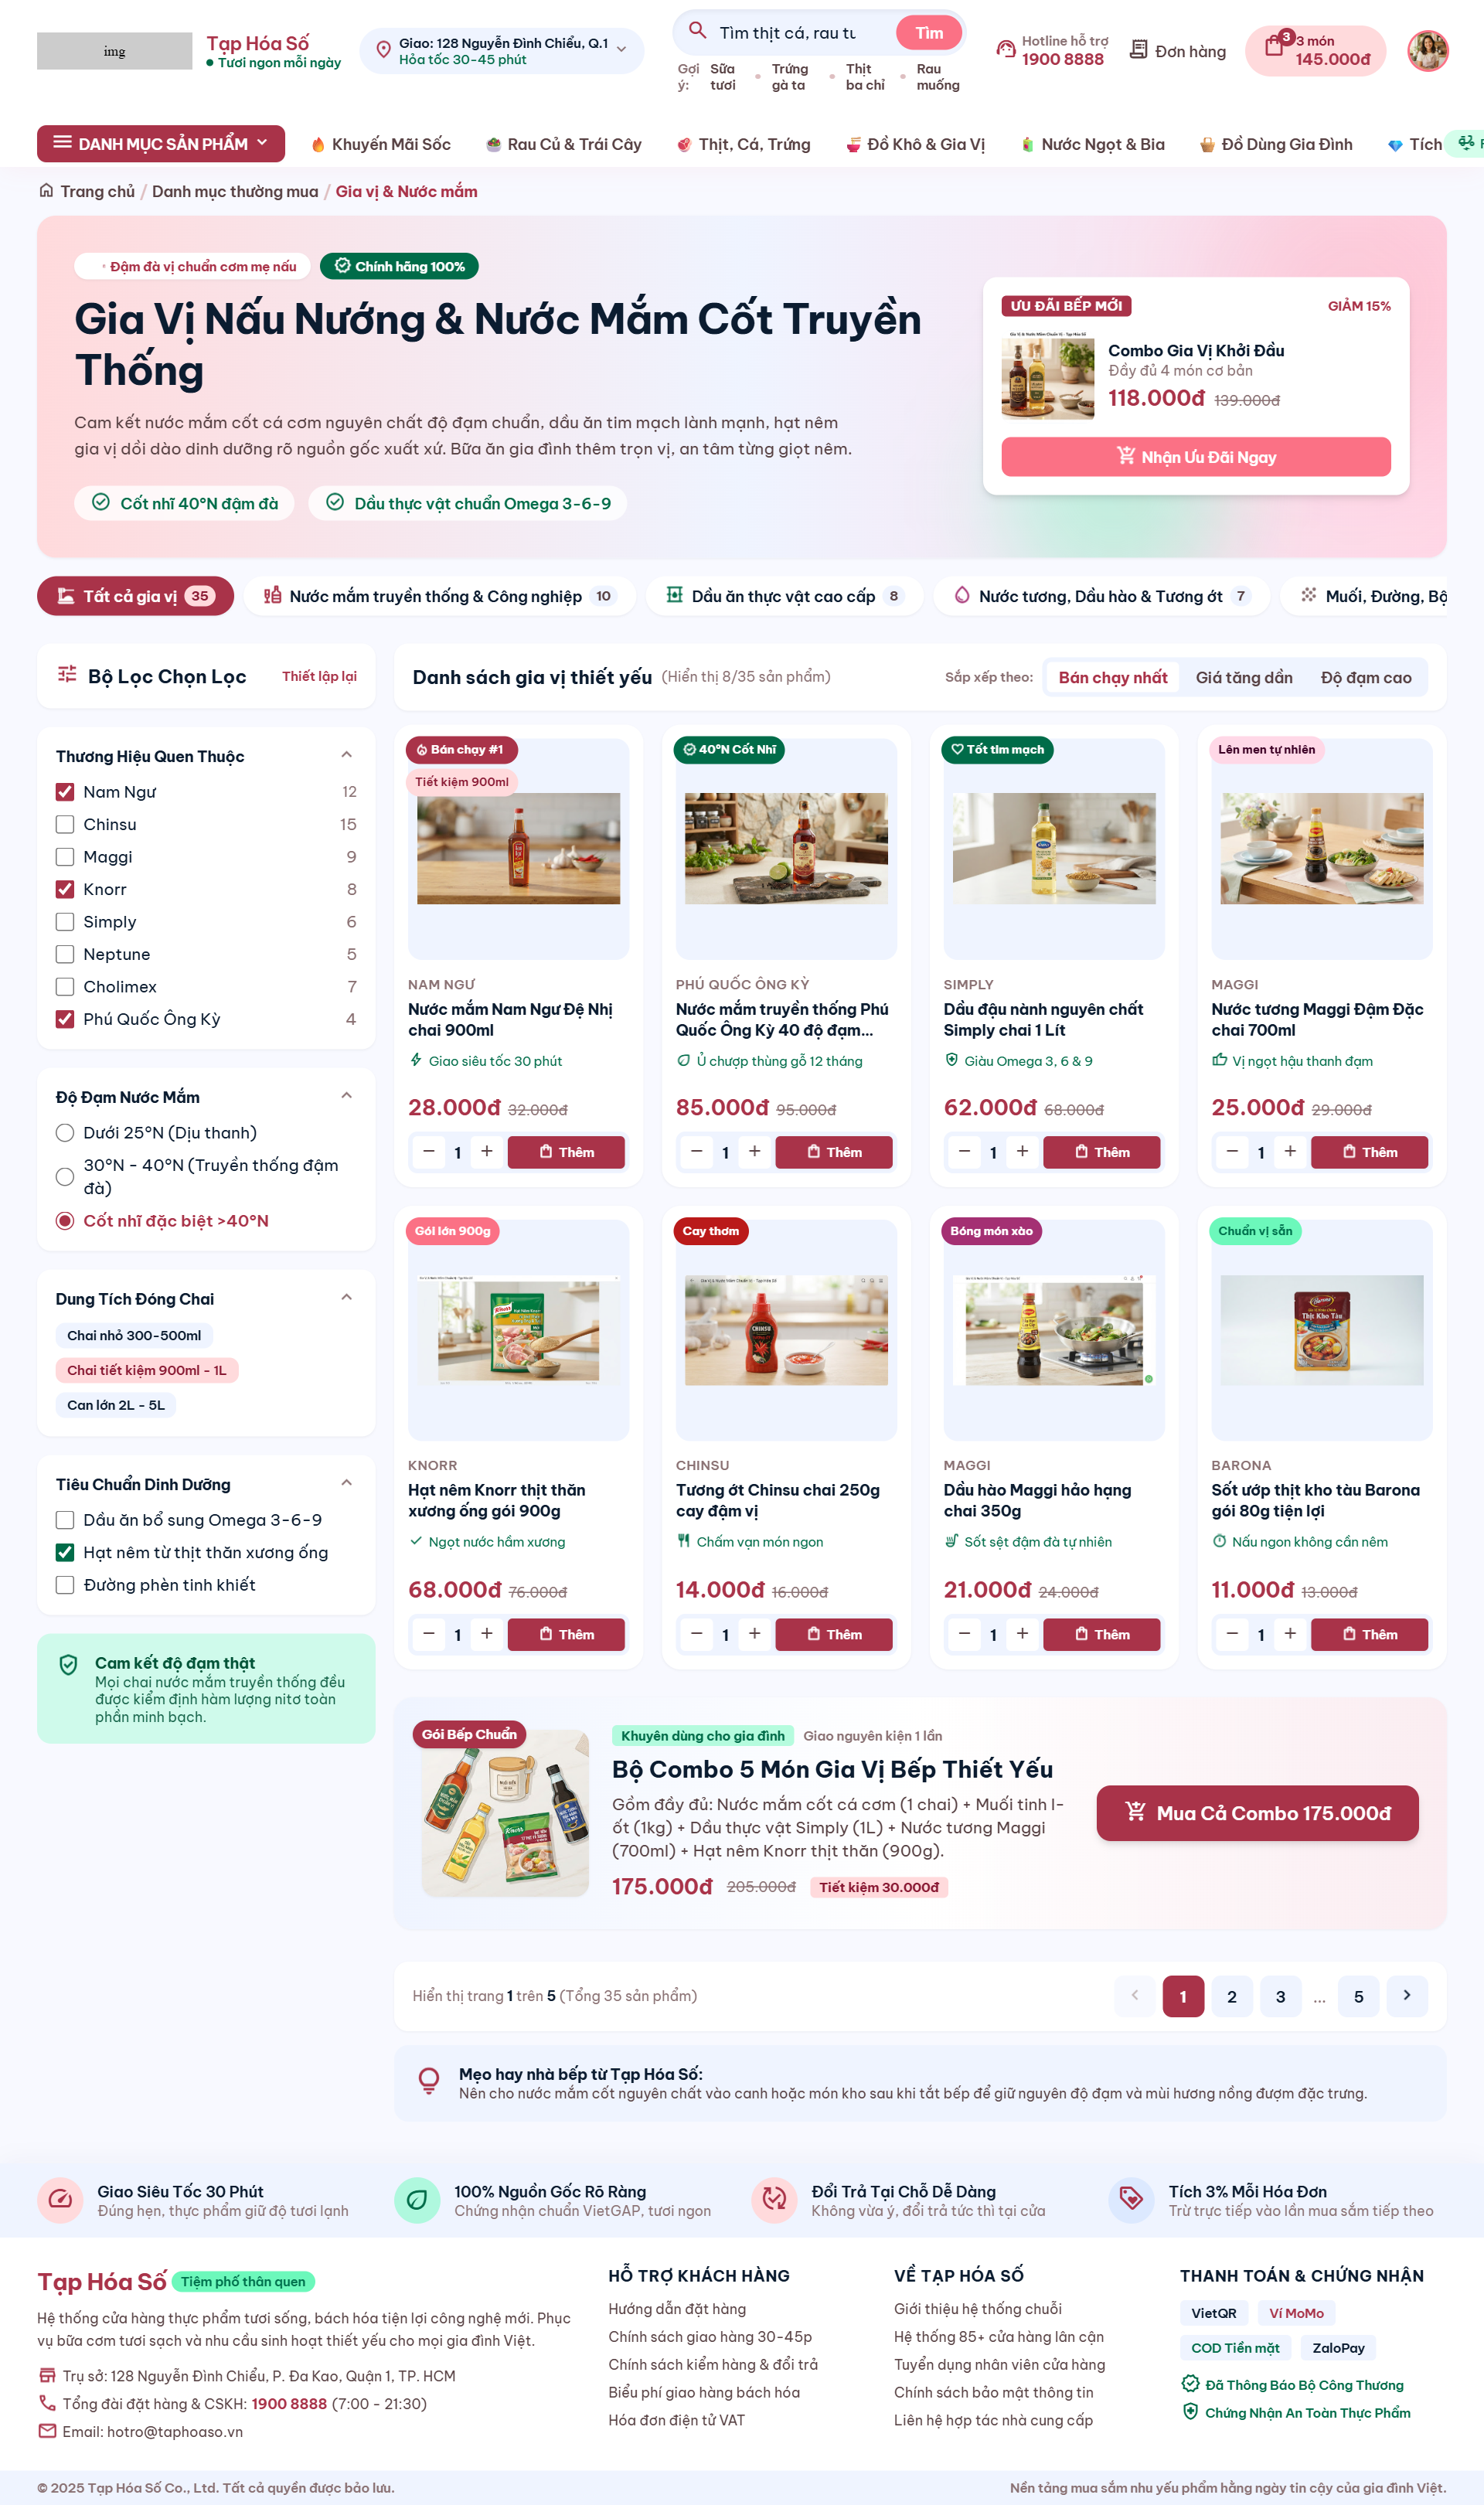 img
Tạp Hóa Số
Tươi ngon mỗi ngày
Giao: 128 Nguyễn Đình Chiểu, Q.1
Hỏa tốc 30-45 phút
Tìm thịt cá, rau tu
Tìm
Gợi ý:
Sữa tươi
Trứng gà ta
Thịt ba chỉ
Rau muống
Hotline hỗ trợ
1900 8888
Đơn hàng
3
3 món
145.000đ
DANH MỤC SẢN PHẨM
Khuyến Mãi Sốc
Rau Củ & Trái Cây
Thịt, Cá, Trứng
Đồ Khô & Gia Vị
Nước Ngọt & Bia
Đồ Dùng Gia Đình
Tích
Trang chủ / Danh mục thường mua / Gia vị & Nước mắm
Đậm đà vị chuẩn cơm mẹ nấu
Chính hãng 100%
Gia Vị Nấu Nướng & Nước Mắm Cốt Truyền
Thống
Cam kết nước mắm cốt cá cơm nguyên chất độ đạm chuẩn, dầu ăn tim mạch lành mạnh, hạt nêm
gia vị dồi dào dinh dưỡng rõ nguồn gốc xuất xứ. Bữa ăn gia đình thêm trọn vị, an tâm từng giọt nêm.
Cốt nhĩ 40°N đậm đà
Dầu thực vật chuẩn Omega 3-6-9
ƯU ĐÃI BẾP MỚI
GIẢM 15%
Combo Gia Vị Khởi Đầu
Đầy đủ 4 món cơ bản
118.000đ 139.000đ
Nhận Ưu Đãi Ngay
Tất cả gia vị 35
Nước mắm truyền thống & Công nghiệp 10
Dầu ăn thực vật cao cấp 8
Nước tương, Dầu hào & Tương ớt 7
Muối, Đường, Bộ
Bộ Lọc Chọn Lọc
Thiết lập lại
Thương Hiệu Quen Thuộc
Nam Ngư 12
Chinsu 15
Maggi 9
Knorr 8
Simply 6
Neptune 5
Cholimex 7
Phú Quốc Ông Kỳ 4
Độ Đạm Nước Mắm
Dưới 25°N (Dịu thanh)
30°N - 40°N (Truyền thống đậm
đà)
Cốt nhĩ đặc biệt >40°N
Dung Tích Đóng Chai
Chai nhỏ 300-500ml
Chai tiết kiệm 900ml - 1L
Can lớn 2L - 5L
Tiêu Chuẩn Dinh Dưỡng
Dầu ăn bổ sung Omega 3-6-9
Hạt nêm từ thịt thăn xương ống
Đường phèn tinh khiết
Cam kết độ đạm thật
Mọi chai nước mắm truyền thống đều
được kiểm định hàm lượng nitơ toàn
phần minh bạch.
Danh sách gia vị thiết yếu (Hiển thị 8/35 sản phẩm)
Sắp xếp theo:
Bán chạy nhất
Giá tăng dần
Độ đạm cao
Bán chạy #1
Tiết kiệm 900ml
NAM NGƯ
Nước mắm Nam Ngư Đệ Nhị
chai 900ml
Giao siêu tốc 30 phút
28.000đ 32.000đ
1
Thêm
40°N Cốt Nhĩ
PHÚ QUỐC ÔNG KỲ
Nước mắm truyền thống Phú
Quốc Ông Kỳ 40 độ đạm...
Ủ chượp thùng gỗ 12 tháng
85.000đ 95.000đ
1
Thêm
Tốt tim mạch
SIMPLY
Dầu đậu nành nguyên chất
Simply chai 1 Lít
Giàu Omega 3, 6 & 9
62.000đ 68.000đ
1
Thêm
Lên men tự nhiên
MAGGI
Nước tương Maggi Đậm Đặc
chai 700ml
Vị ngọt hậu thanh đạm
25.000đ 29.000đ
1
Thêm
Gói lớn 900g
Knorr
KNORR
Hạt nêm Knorr thịt thăn
xương ống gói 900g
Ngọt nước hầm xương
68.000đ 76.000đ
1
Thêm
Cay thơm
CHINSU
CHINSU
Tương ớt Chinsu chai 250g
cay đậm vị
Chấm vạn món ngon
14.000đ 16.000đ
1
Thêm
Bóng món xào
MAGGI
Dầu hào Maggi hảo hạng
chai 350g
Sốt sệt đậm đà tự nhiên
21.000đ 24.000đ
1
Thêm
Chuẩn vị sẵn
Barona
Thịt Kho Tàu
BARONA
Sốt ướp thịt kho tàu Barona
gói 80g tiện lợi
Nấu ngon không cần nêm
11.000đ 13.000đ
1
Thêm
Gói Bếp Chuẩn
Knorr
Khuyên dùng cho gia đình
Giao nguyên kiện 1 lần
Bộ Combo 5 Món Gia Vị Bếp Thiết Yếu
Gồm đầy đủ: Nước mắm cốt cá cơm (1 chai) + Muối tinh I-
ốt (1kg) + Dầu thực vật Simply (1L) + Nước tương Maggi
(700ml) + Hạt nêm Knorr thịt thăn (900g).
175.000đ 205.000đ Tiết kiệm 30.000đ
Mua Cả Combo 175.000đ
Hiển thị trang 1 trên 5 (Tổng 35 sản phẩm)
1 2 3 ... 5
Mẹo hay nhà bếp từ Tạp Hóa Số:
Nên cho nước mắm cốt nguyên chất vào canh hoặc món kho sau khi tắt bếp để giữ nguyên độ đạm và mùi hương nồng đượm đặc trưng.
Giao Siêu Tốc 30 Phút
Đúng hẹn, thực phẩm giữ độ tươi lạnh
100% Nguồn Gốc Rõ Ràng
Chứng nhận chuẩn VietGAP, tươi ngon
Đổi Trả Tại Chỗ Dễ Dàng
Không vừa ý, đổi trả tức thì tại cửa
Tích 3% Mỗi Hóa Đơn
Trừ trực tiếp vào lần mua sắm tiếp theo
Tạp Hóa Số Tiệm phố thân quen
Hệ thống cửa hàng thực phẩm tươi sống, bách hóa tiện lợi công nghệ mới. Phục
vụ bữa cơm tươi sạch và nhu cầu sinh hoạt thiết yếu cho mọi gia đình Việt.
Trụ sở: 128 Nguyễn Đình Chiểu, P. Đa Kao, Quận 1, TP. HCM
Tổng đài đặt hàng & CSKH: 1900 8888 (7:00 - 21:30)
Email: hotro@taphoaso.vn
HỖ TRỢ KHÁCH HÀNG
Hướng dẫn đặt hàng
Chính sách giao hàng 30-45p
Chính sách kiểm hàng & đổi trả
Biểu phí giao hàng bách hóa
Hóa đơn điện tử VAT
VỀ TẠP HÓA SỐ
Giới thiệu hệ thống chuỗi
Hệ thống 85+ cửa hàng lân cận
Tuyển dụng nhân viên cửa hàng
Chính sách bảo mật thông tin
Liên hệ hợp tác nhà cung cấp
THANH TOÁN & CHỨNG NHẬN
VietQR
Ví MoMo
COD Tiền mặt
ZaloPay
Đã Thông Báo Bộ Công Thương
Chứng Nhận An Toàn Thực Phẩm
© 2025 Tạp Hóa Số Co., Ltd. Tất cả quyền được bảo lưu.
Nền tảng mua sắm nhu yếu phẩm hằng ngày tin cậy của gia đình Việt.